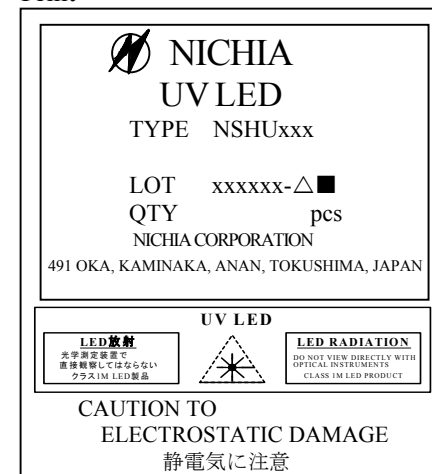 NICHIA
UV LED
TYPE NSHUxxx
LOT xxxxxx-△■
QTY pcs
NICHIA CORPORATION
491 OKA, KAMINAKA, ANAN, TOKUSHIMA, JAPAN
UV LED
LED放射
光学測定装置で
直接観察してはならない
クラス1M LED製品
LED RADIATION
DO NOT VIEW DIRECTLY WITH
OPTICAL INSTRUMENTS
CLASS 1M LED PRODUCT
CAUTION TO
ELECTROSTATIC DAMAGE
静電気に注意